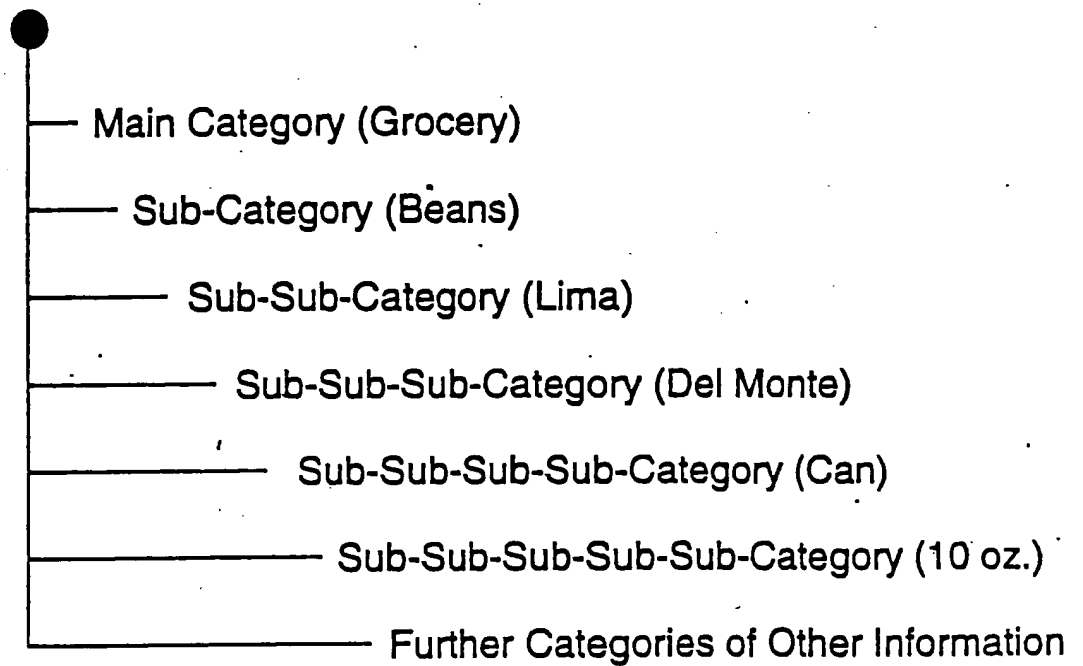 Main Category (Grocery)
Sub-Category (Beans)
Sub-Sub-Category (Lima)
Sub-Sub-Sub-Category (Del Monte)
Sub-Sub-Sub-Sub-Category (Can)
Sub-Sub-Sub-Sub-Sub-Category (10 oz.)
Further Categories of Other Information